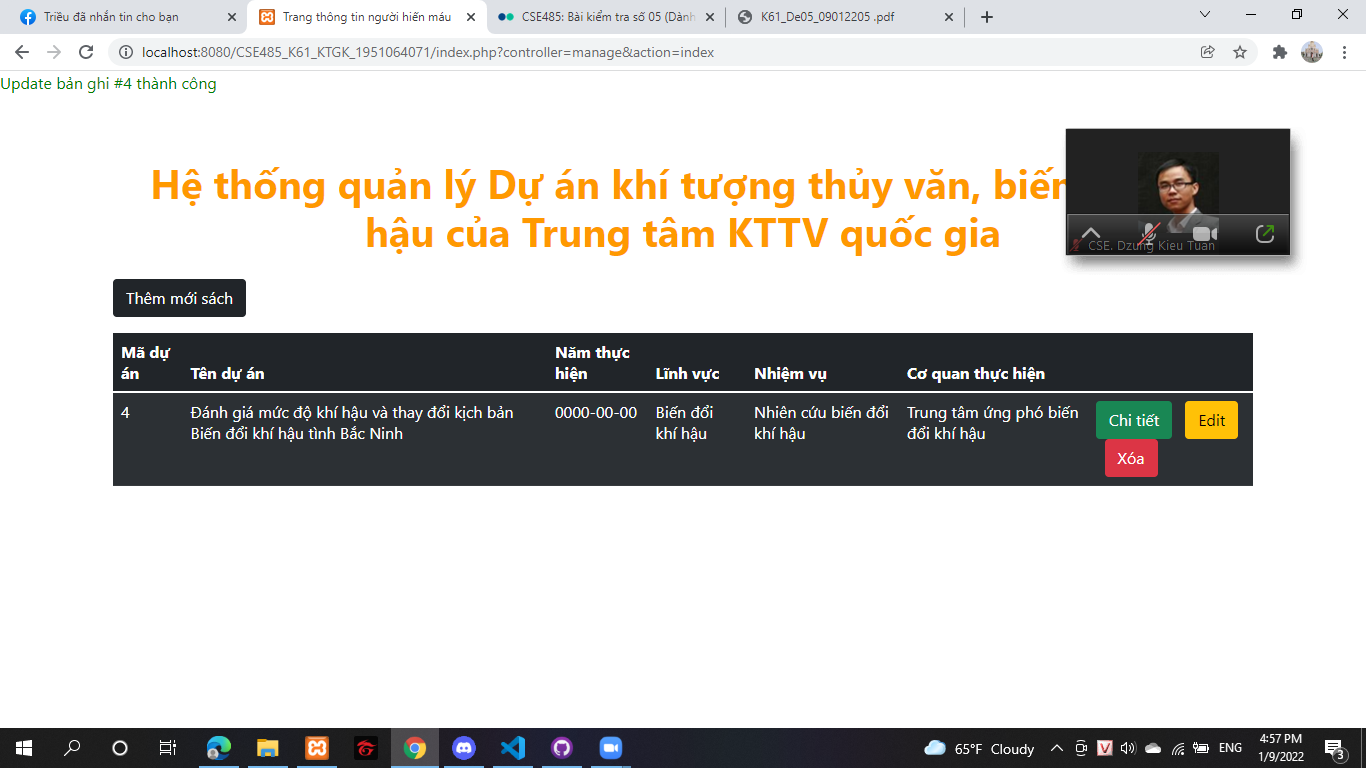 Triều đã nhắn tin cho bạn
Trang thông tin người hiến máu
CSE485: Bài kiểm tra số 05 (Dành
K61_De05_09012205 .pdf
localhost:8080/CSE485_K61_KTGK_1951064071/index.php?controller=manage&action=index
Update bản ghi #4 thành công
Hệ thống quản lý Dự án khí tượng thủy văn, biến
hậu của Trung tâm KTTV quốc gia
CSE. Dzung Kieu Tuan
Thêm mới sách
Mã dự
án
Tên dự án
Năm thực
hiện
Lĩnh vực
Nhiệm vụ
Cơ quan thực hiện
4
Đánh giá mức độ khí hậu và thay đổi kịch bản
Biến đổi khí hậu tình Bắc Ninh
0000-00-00
Biến đổi
khí hậu
Nhiên cứu biến đổi
khí hậu
Trung tâm ứng phó biến
đổi khí hậu
Chi tiết
Edit
Xóa
65°F Cloudy
V
ENG
4:57 PM
1/9/2022
3